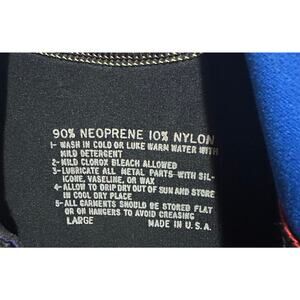 90% NEOPRENE 10% NYLON
1- WASH IN COLD OR LUKE WARM WATER WITH
MILD DETERGENT
2- MILD CLOROX BLEACH ALLOWED
3- LUBRICATE ALL METAL PARTS WITH SIL-
ICONE, VASELINE, OR WAX
4- ALLOW TO DRIP DRY OUT OF SUN AND STORE
IN COOL DRY PLACE
5- ALL GARMENTS SHOULD BE STORED FLAT
OR ON HANGERS TO AVOID CREASING
LARGE MADE IN U.S.A.